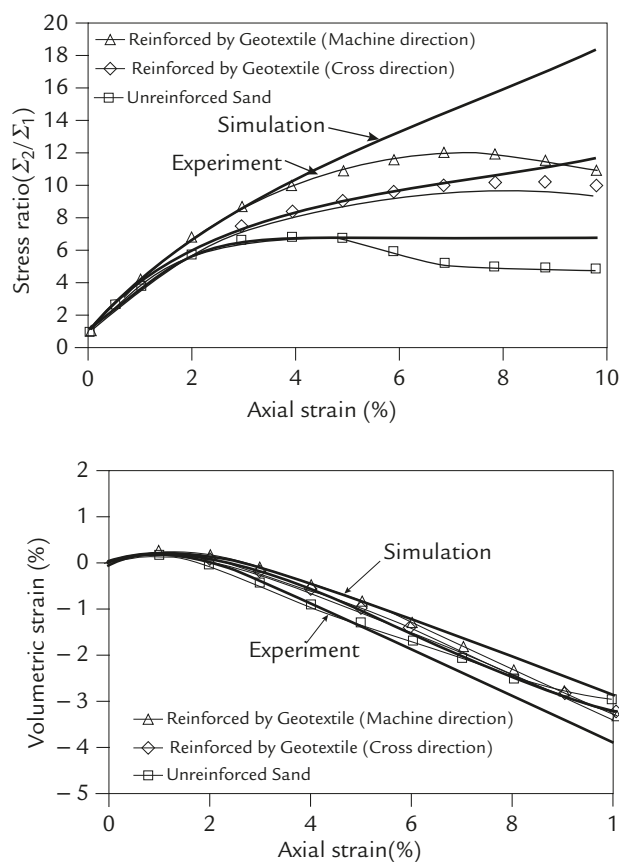 20
18
16
14
12
10
8
6
4
2
0
Stress ratio(Σ2/Σ1)
Reinforced by Geotextile (Machine direction)
Reinforced by Geotextile (Cross direction)
Unreinforced Sand
Simulation
Experiment
0 2 4 6 8 10
Axial strain (%)
2
1
0
− 1
− 2
− 3
− 4
− 5
Volumetric strain (%)
Simulation
Experiment
Reinforced by Geotextile (Machine direction)
Reinforced by Geotextile (Cross direction)
Unreinforced Sand
0 2 4 6 8 1
Axial strain(%)